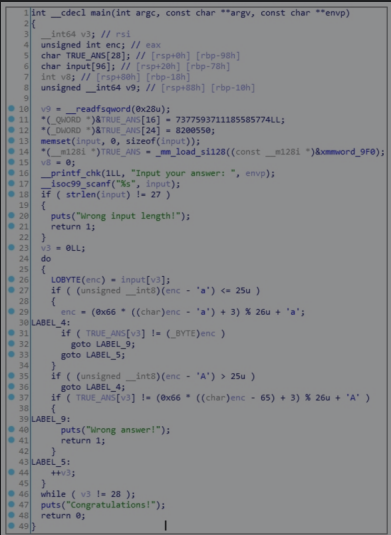 1 int __cdecl main(int argc, const char **argv, const char **envp)
2 {
3 __int64 v3; // rsi
4 unsigned int enc; // eax
5 char TRUE_ANS[28]; // [rsp+0h] [rbp-98h]
6 char input[96]; // [rsp+20h] [rbp-78h]
7 int v8; // [rsp+80h] [rbp-18h]
8 unsigned __int64 v9; // [rsp+88h] [rbp-10h]
9
10 v9 = __readfsqword(0x28u);
11 *(_QWORD *)&TRUE_ANS[16] = 7377593711185585774LL;
12 *(_DWORD *)&TRUE_ANS[24] = 8200550;
13 memset(input, 0, sizeof(input));
14 *(__m128i *)TRUE_ANS = _mm_load_si128((const __m128i *)&xmmword_9F0);
15 v8 = 0;
16 __printf_chk(1LL, "Input your answer: ", envp);
17 __isoc99_scanf("%s", input);
18 if ( strlen(input) != 27 )
19 {
20 puts("Wrong input length!");
21 return 1;
22 }
23 v3 = 0LL;
24 do
25 {
26 LOBYTE(enc) = input[v3];
27 if ( (unsigned __int8)(enc - 'a') <= 25u )
28 {
29 enc = (0x66 * ((char)enc - 'a') + 3) % 26u + 'a';
30 LABEL_4:
31 if ( TRUE_ANS[v3] != (_BYTE)enc )
32 goto LABEL_9;
33 goto LABEL_5;
34 }
35 if ( (unsigned __int8)(enc - 'A') > 25u )
36 goto LABEL_4;
37 if ( TRUE_ANS[v3] != (0x66 * ((char)enc - 65) + 3) % 26u + 'A' )
38 {
39 LABEL_9:
40 puts("Wrong answer!");
41 return 1;
42 }
43 LABEL_5:
44 ++v3;
45 }
46 while ( v3 != 28 );
47 puts("Congratulations!");
48 return 0;
49 }